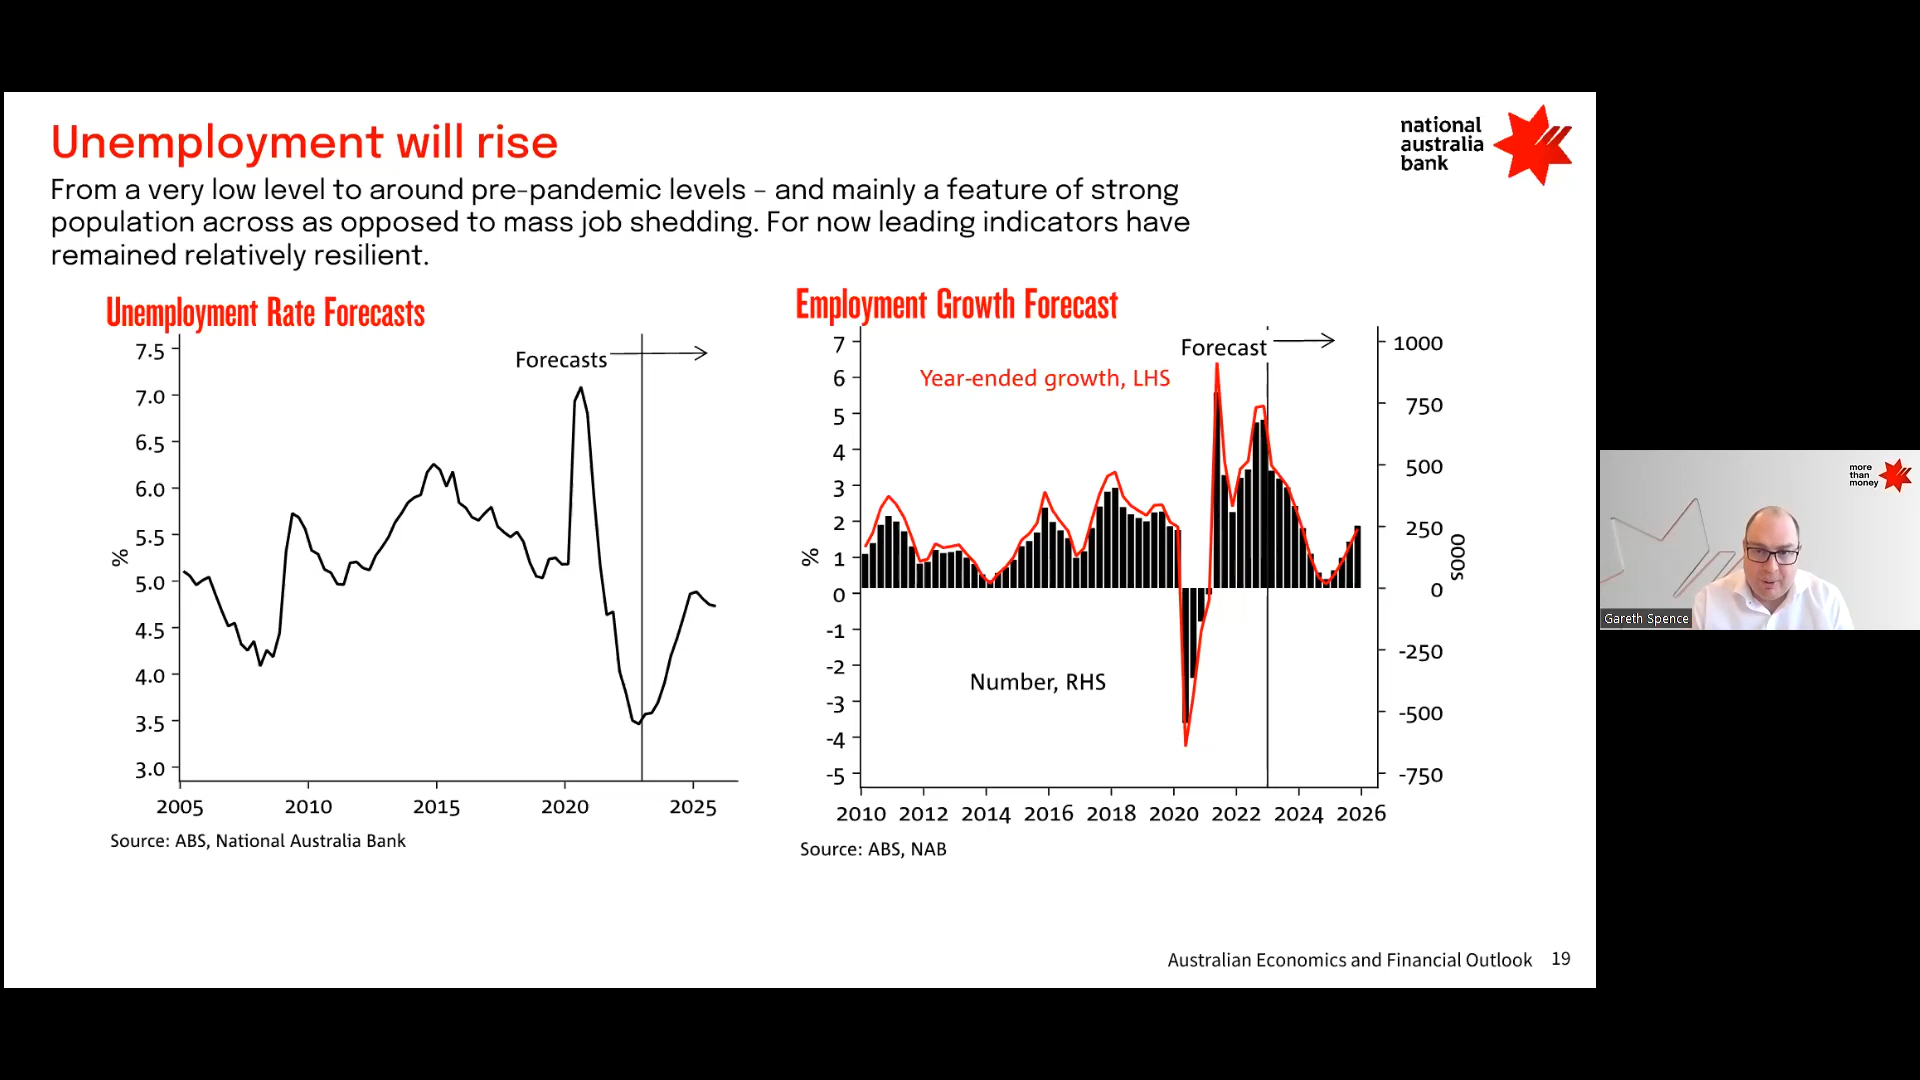 Unemployment will rise
From a very low level to around pre-pandemic levels – and mainly a feature of strong
population across as opposed to mass job shedding. For now leading indicators have
remained relatively resilient.
national
australia
bank
Unemployment Rate Forecasts
Forecasts
%
7.5
7.0
6.5
6.0
5.5
5.0
4.5
4.0
3.5
3.0
2005 2010 2015 2020 2025
Source: ABS, National Australia Bank
Employment Growth Forecast
Forecast
Year-ended growth, LHS
Number, RHS
%
7
6
5
4
3
2
1
0
-1
-2
-3
-4
-5
1000
750
500
250
0
-250
-500
-750
000s
2010 2012 2014 2016 2018 2020 2022 2024 2026
Source: ABS, NAB
Australian Economics and Financial Outlook 19
more
than
money
Gareth Spence